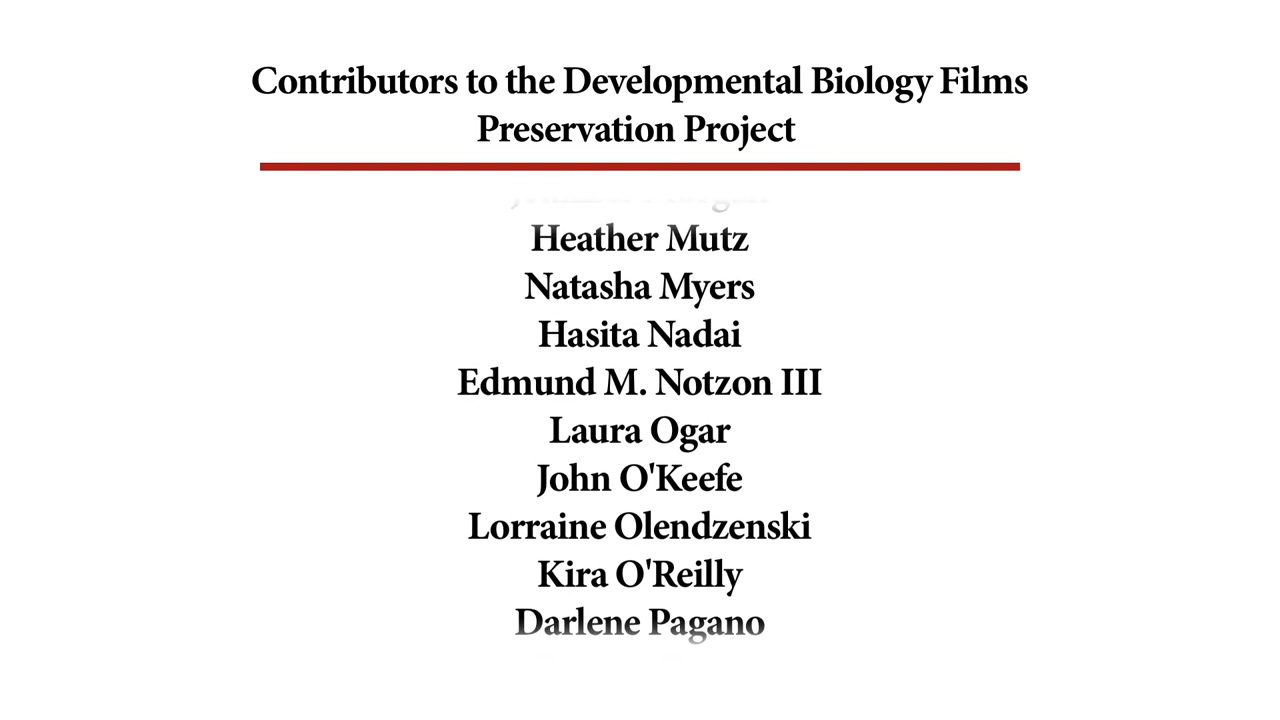 Contributors to the Developmental Biology Films
Preservation Project
Heather Mutz
Natasha Myers
Hasita Nadai
Edmund M. Notzon III
Laura Ogar
John O'Keefe
Lorraine Olendzenski
Kira O'Reilly
Darlene Pagano